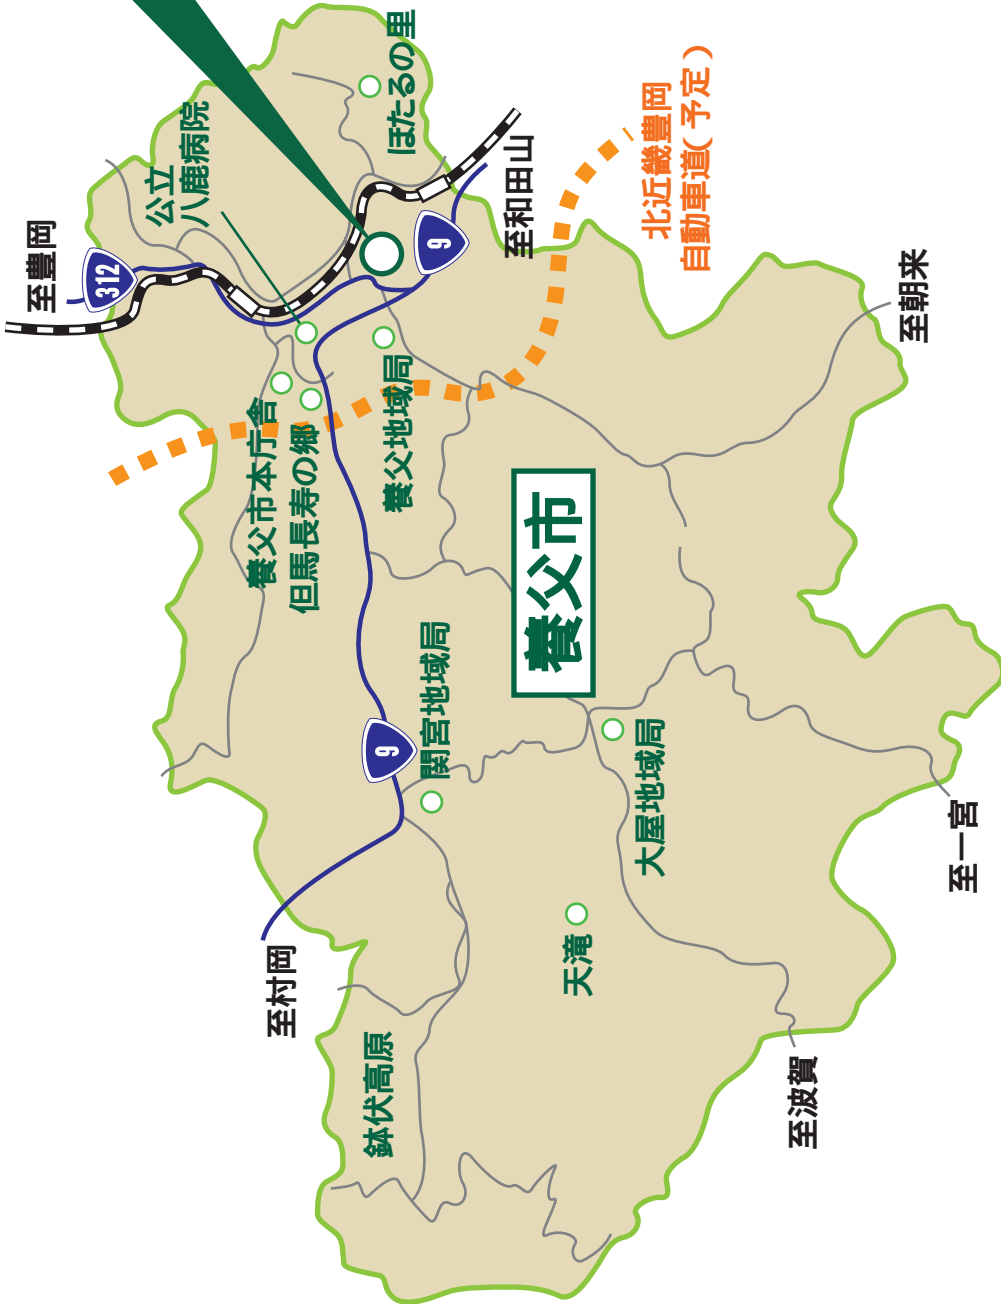 至豊岡
312
公立
八鹿病院
ほたるの里
9
至和田山
北近畿豊岡
自動車道(予定)
至朝来
養父市本庁舎
但馬長寿の郷
養父地域局
養父市
関宮地域局
9
大屋地域局
天滝
至村岡
鉢伏高原
至一宮
至波賀